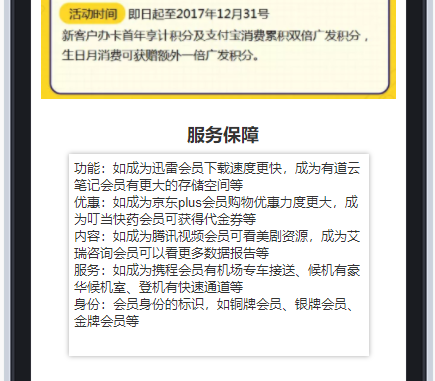 活动时间 即日起至2017年12月31号
新客户办卡首年享计积分及支付宝消费累积双倍广发积分，
生日月消费可获赠额外一倍广发积分。
服务保障
功能：如成为迅雷会员下载速度更快，成为有道云
笔记会员有更大的存储空间等
优惠：如成为京东plus会员购物优惠力度更大，成
为叮当快药会员可获得代金券等
内容：如成为腾讯视频会员可看美剧资源，成为艾
瑞咨询会员可以看更多数据报告等
服务：如成为携程会员有机场专车接送、候机有豪
华候机室、登机有快速通道等
身份：会员身份的标识，如铜牌会员、银牌会员、
金牌会员等